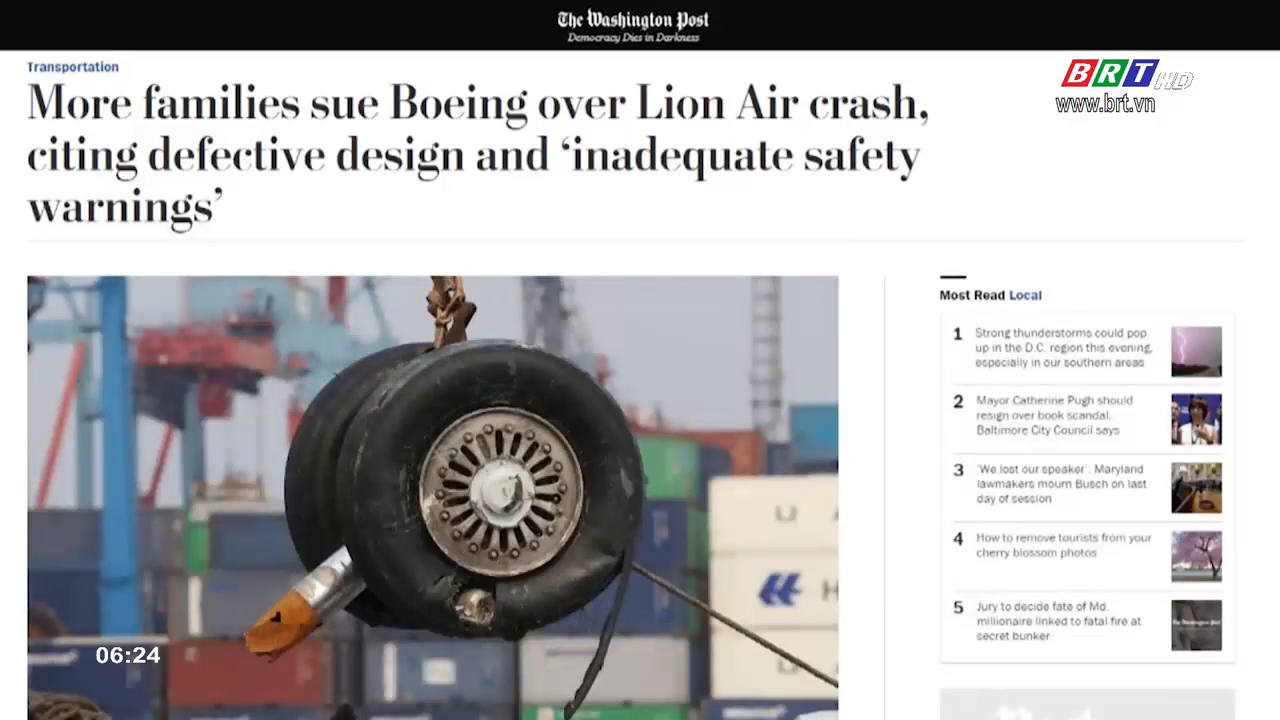 The Washington Post
Democracy Dies in Darkness
Transportation
BRT HD
www.brt.vn
More families sue Boeing over Lion Air crash,
citing defective design and ‘inadequate safety
warnings’
Most Read Local
1 Strong thunderstorms could pop
up in the D.C. region this evening,
especially in our southern areas
2 Mayor Catherine Pugh should
resign over book scandal,
Baltimore City Council says
3 'We lost our speaker': Maryland
lawmakers mourn Busch on last
day of session
4 How to remove tourists from your
cherry blossom photos
5 Jury to decide fate of Md.
millionaire linked to fatal fire at
secret bunker
The Washington Post
H
06:24
Post